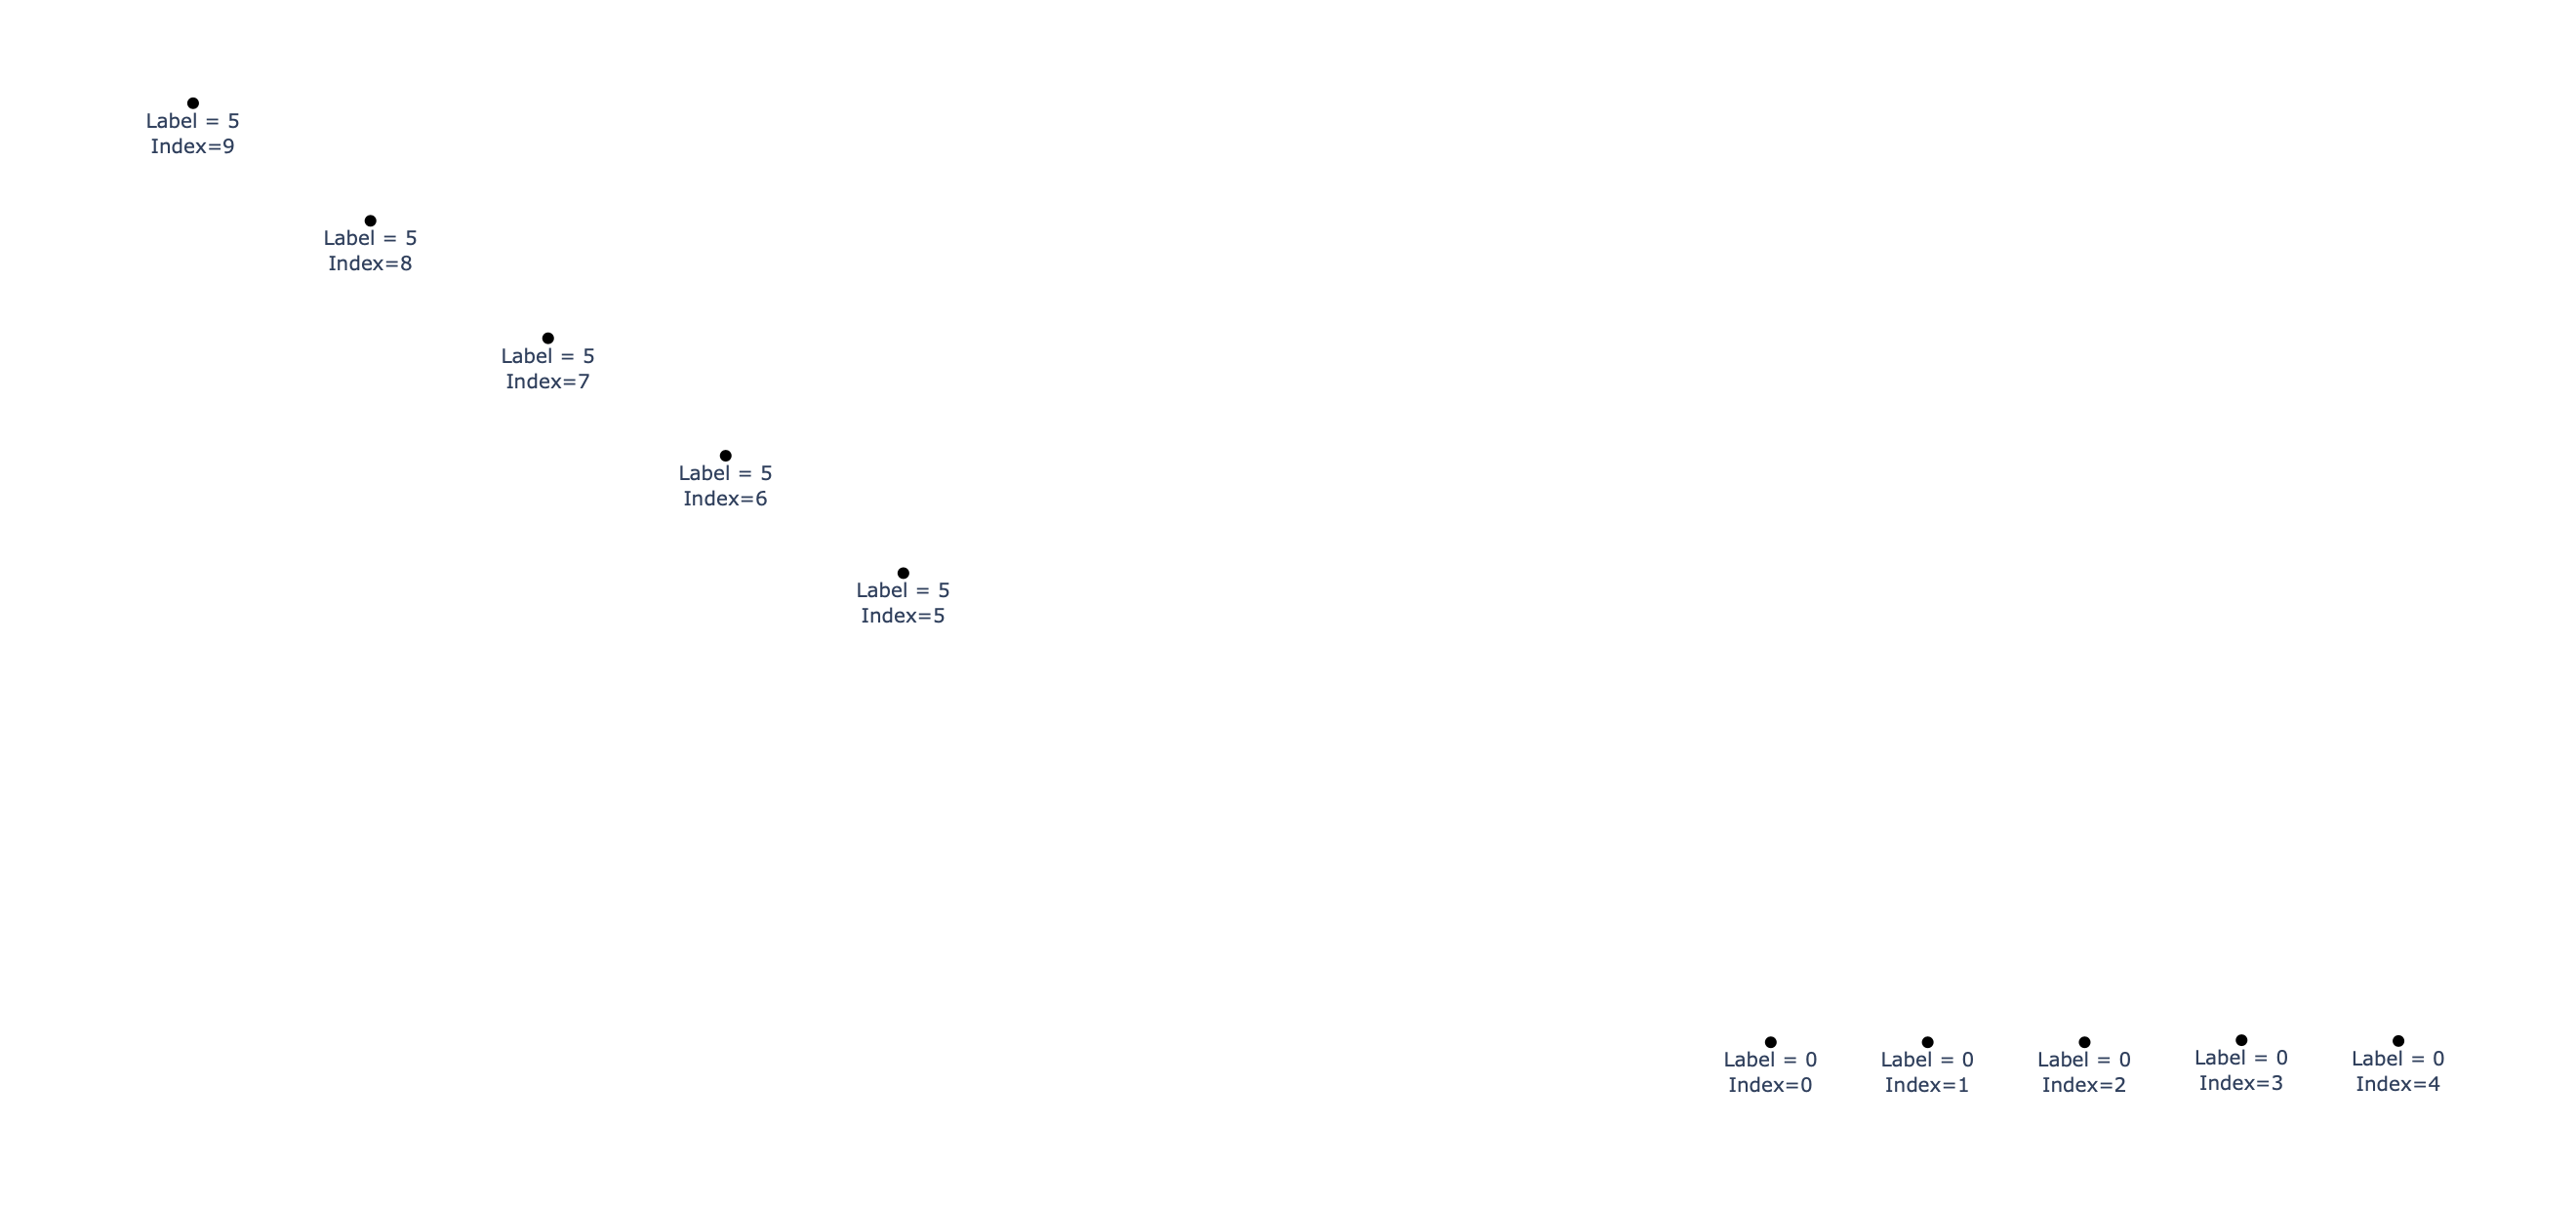 Label = 5
Index=9
Label = 5
Index=8
Label = 5
Index=7
Label = 5
Index=6
Label = 5
Index=5
Label = 0
Index=0
Label = 0
Index=1
Label = 0
Index=2
Label = 0
Index=3
Label = 0
Index=4